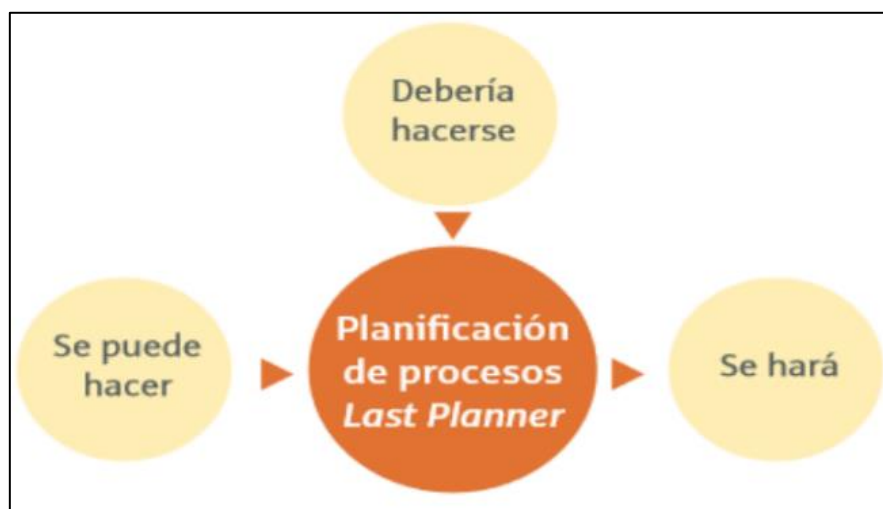 Debería
hacerse
Se puede
hacer
Planificación
de procesos
Last Planner
Se hará